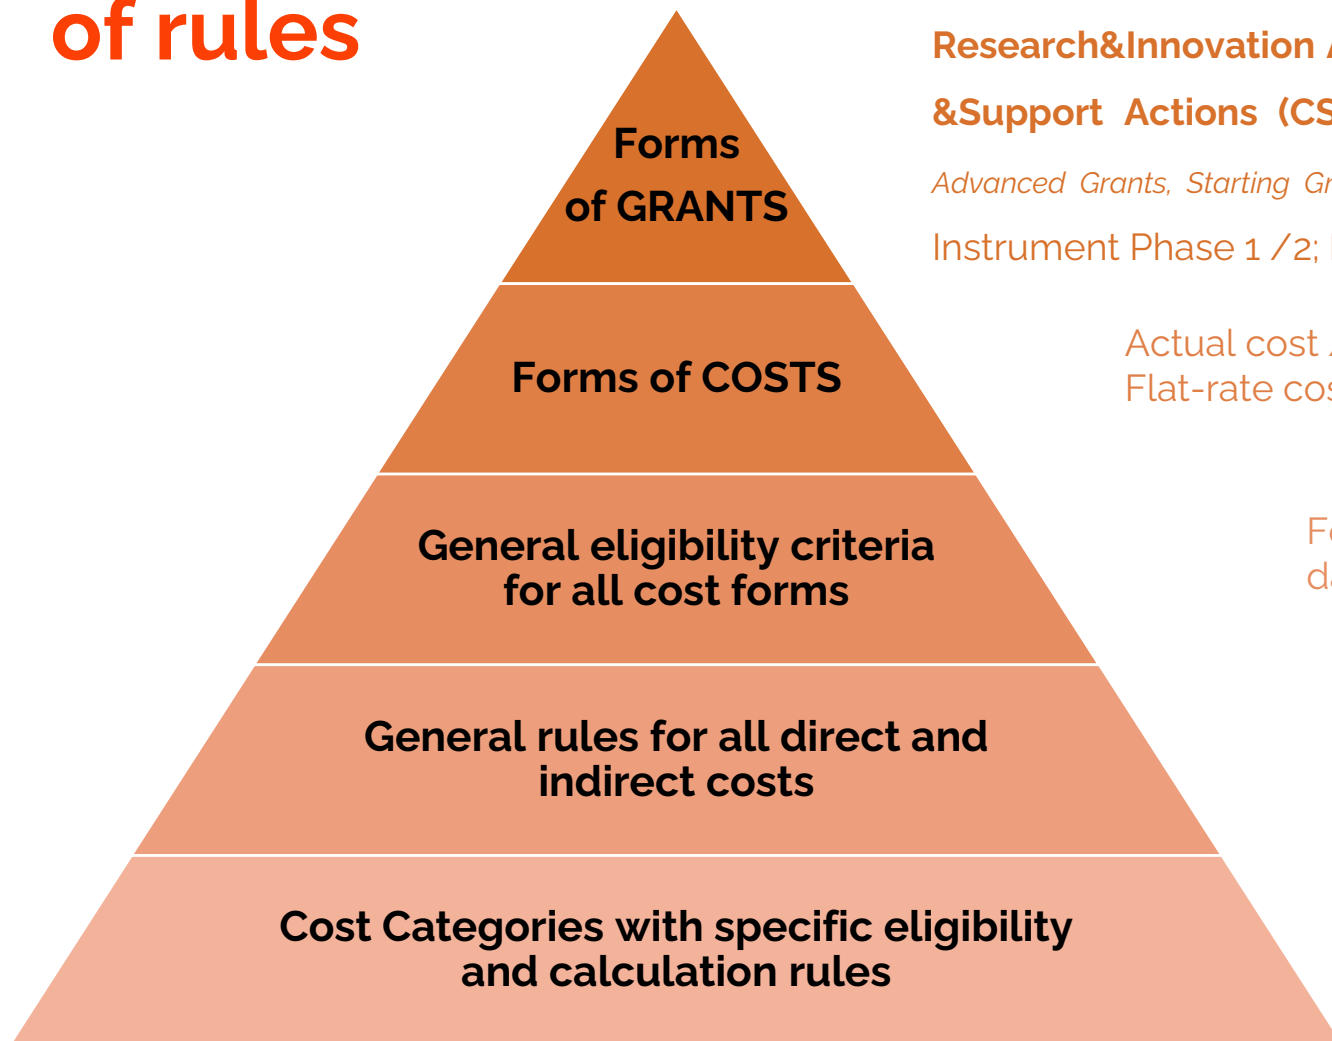 of rules
Research&Innovation
&Support Actions
Advanced Grants, Starting
Instrument Phase 1 /2;
Forms
of GRANTS
Actual cost
Flat-rate
Forms of COSTS
General eligibility criteria
for all cost forms
General rules for all direct and
indirect costs
Cost Categories with specific eligibility
and calculation rules